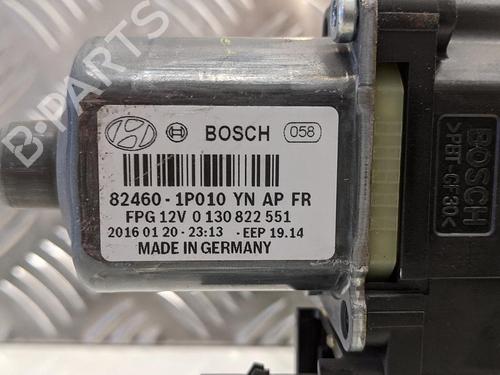 BOSCH 058
82460-1P010 YN AP FR
FPG 12V 0 130 822 551
2016 01 20 - 23:13 - EEP 19.14
MADE IN GERMANY
BOSCH
>PBT-GF30<
B-PARTS